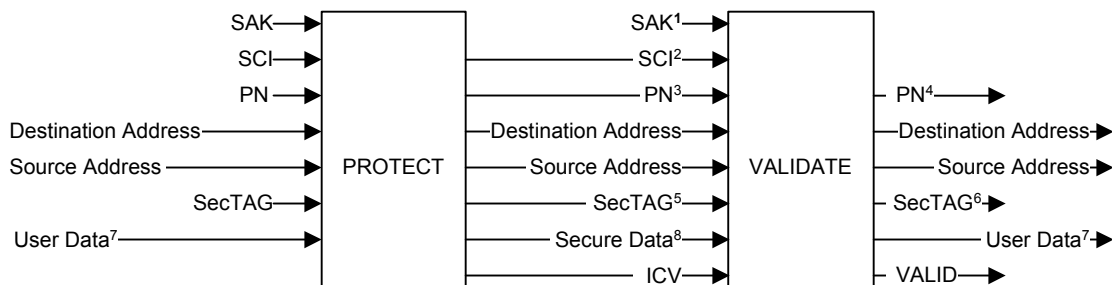 SAK SAK¹
SCI SCI²
PN PN³ PN⁴
Destination Address Destination Address Destination Address
Source Address PROTECT Source Address VALIDATE Source Address
SecTAG SecTAG⁵ SecTAG⁶
User Data⁷ Secure Data⁸ User Data⁷
ICV VALID